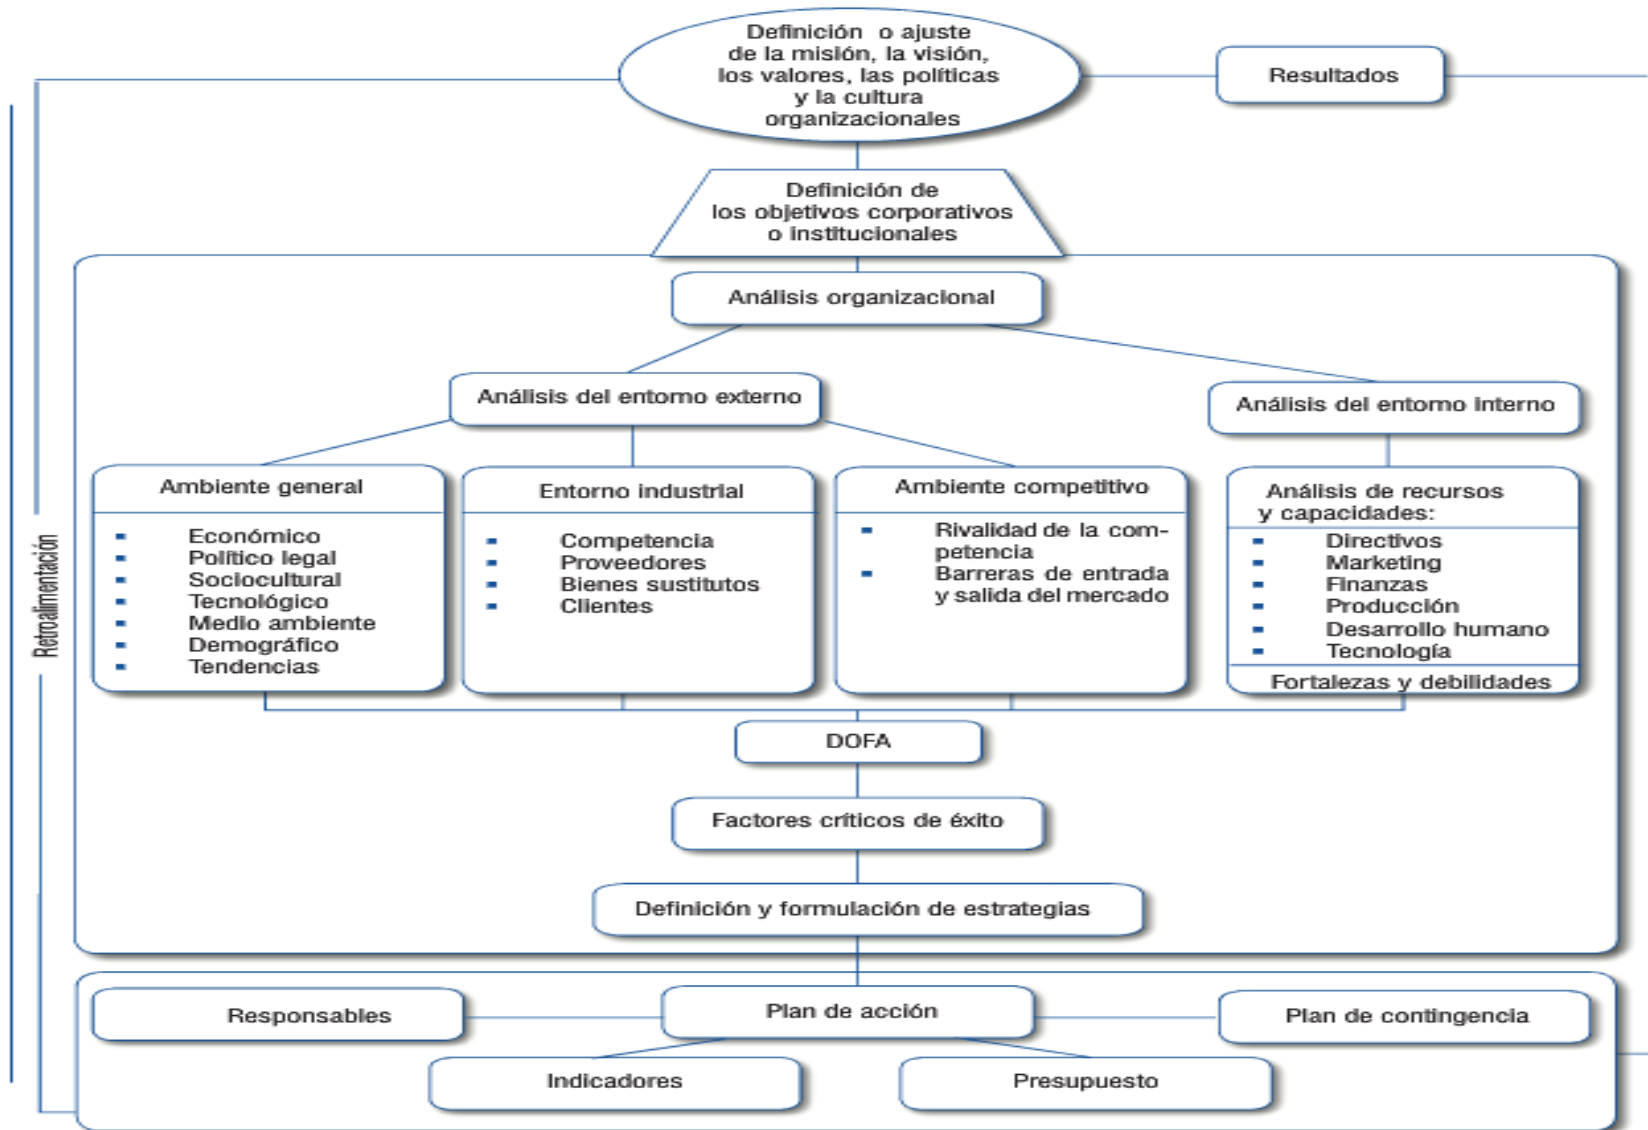 Definición o ajuste
de la misión, la visión,
los valores, las políticas
y la cultura
organizacionales
Resultados
Definición de
los objetivos corporativos
o institucionales
Análisis organizacional
Análisis del entorno externo
Análisis del entorno Interno
Ambiente general
Económico
Político legal
Sociocultural
Tecnológico
Medio ambiente
Demográfico
Tendencias
Entorno industrial
Competencia
Proveedores
Bienes sustitutos
Clientes
Ambiente competitivo
Rivalidad de la com-
petencia
Barreras de entrada
y salida del mercado
Análisis de recursos
y capacidades:
Directivos
Marketing
Finanzas
Producción
Desarrollo humano
Tecnología
Fortalezas y debilidades
Retroalimentación
DOFA
Factores críticos de éxito
Definición y formulación de estrategias
Responsables
Plan de acción
Plan de contingencia
Indicadores
Presupuesto